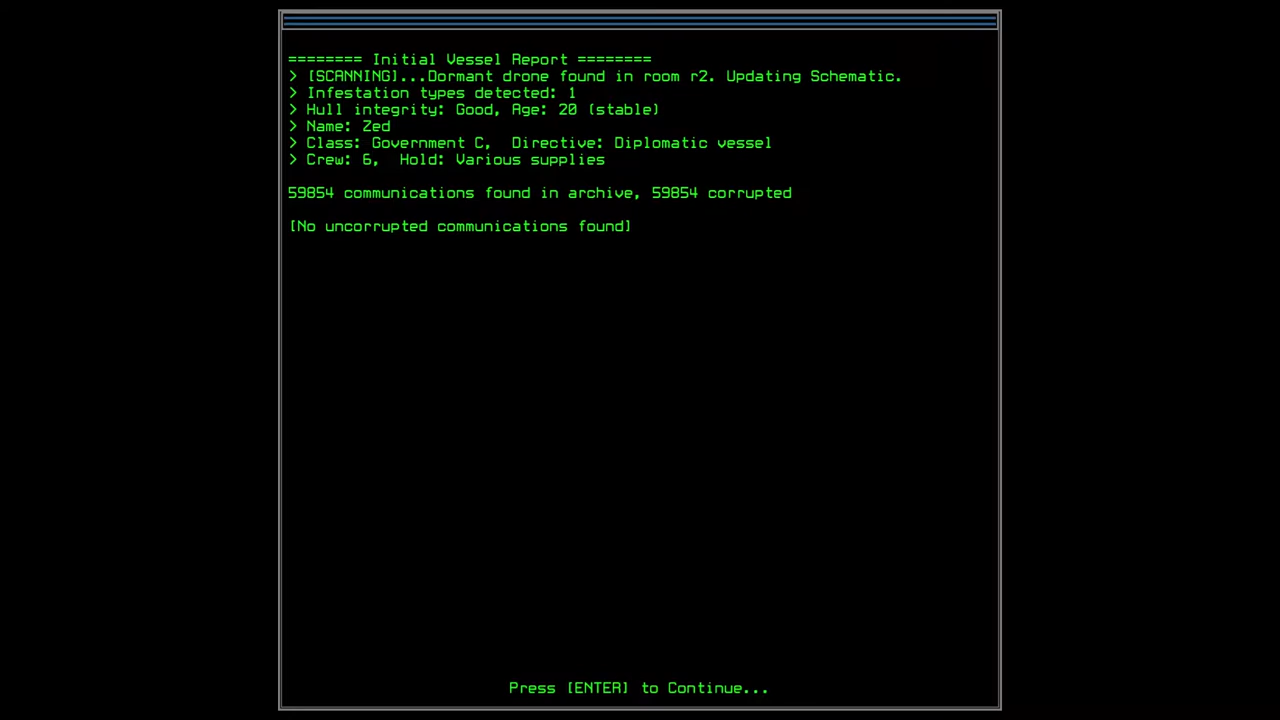 ======== Initial Vessel Report ========
> [SCANNING]...Dormant drone found in room r2. Updating Schematic.
> Infestation types detected: 1
> Hull integrity: Good, Age: 20 (stable)
> Name: Zed
> Class: Government C,  Directive: Diplomatic vessel
> Crew: 6,  Hold: Various supplies
59854 communications found in archive, 59854 corrupted
[No uncorrupted communications found]
Press [ENTER] to Continue...